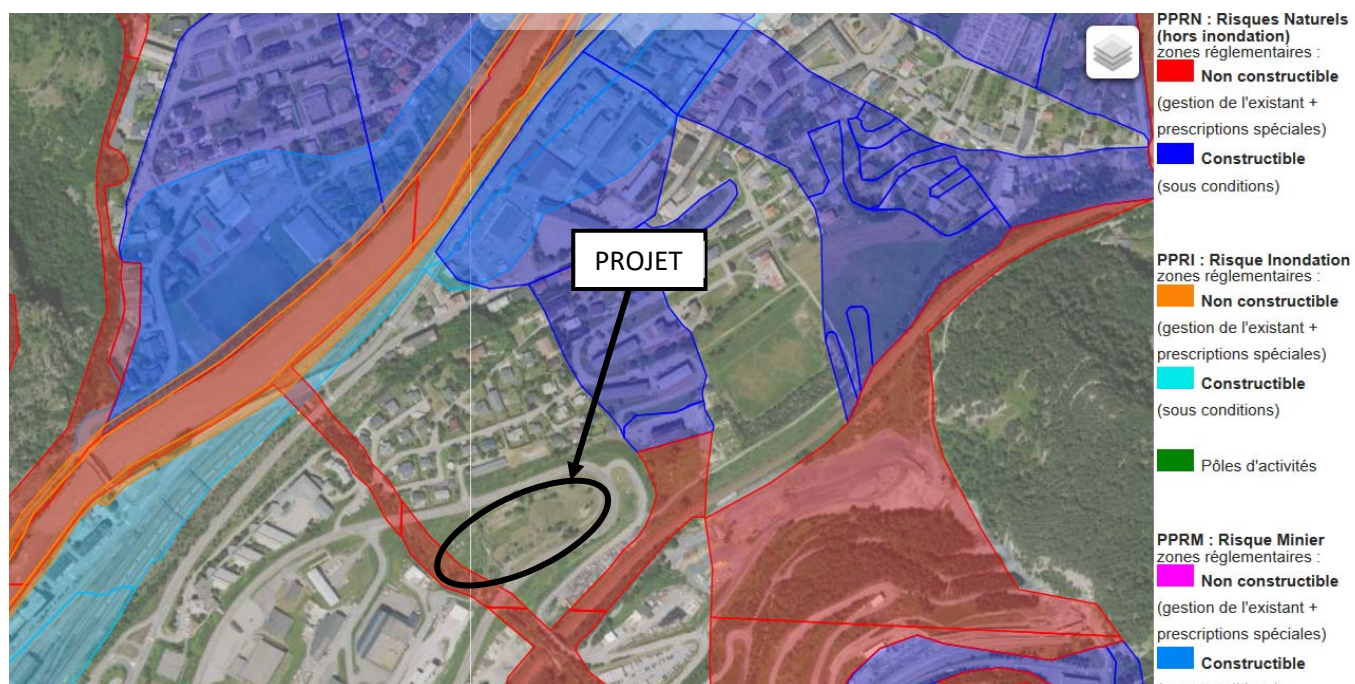 PROJET
PPRN : Risques Naturels
(hors inondation)
zones réglementaires :
Non constructible
(gestion de l'existant +
prescriptions spéciales)
Constructible
(sous conditions)
PPRI : Risque Inondation
zones réglementaires :
Non constructible
(gestion de l'existant +
prescriptions spéciales)
Constructible
(sous conditions)
Pôles d'activités
PPRM : Risque Minier
zones réglementaires :
Non constructible
(gestion de l'existant +
prescriptions spéciales)
Constructible